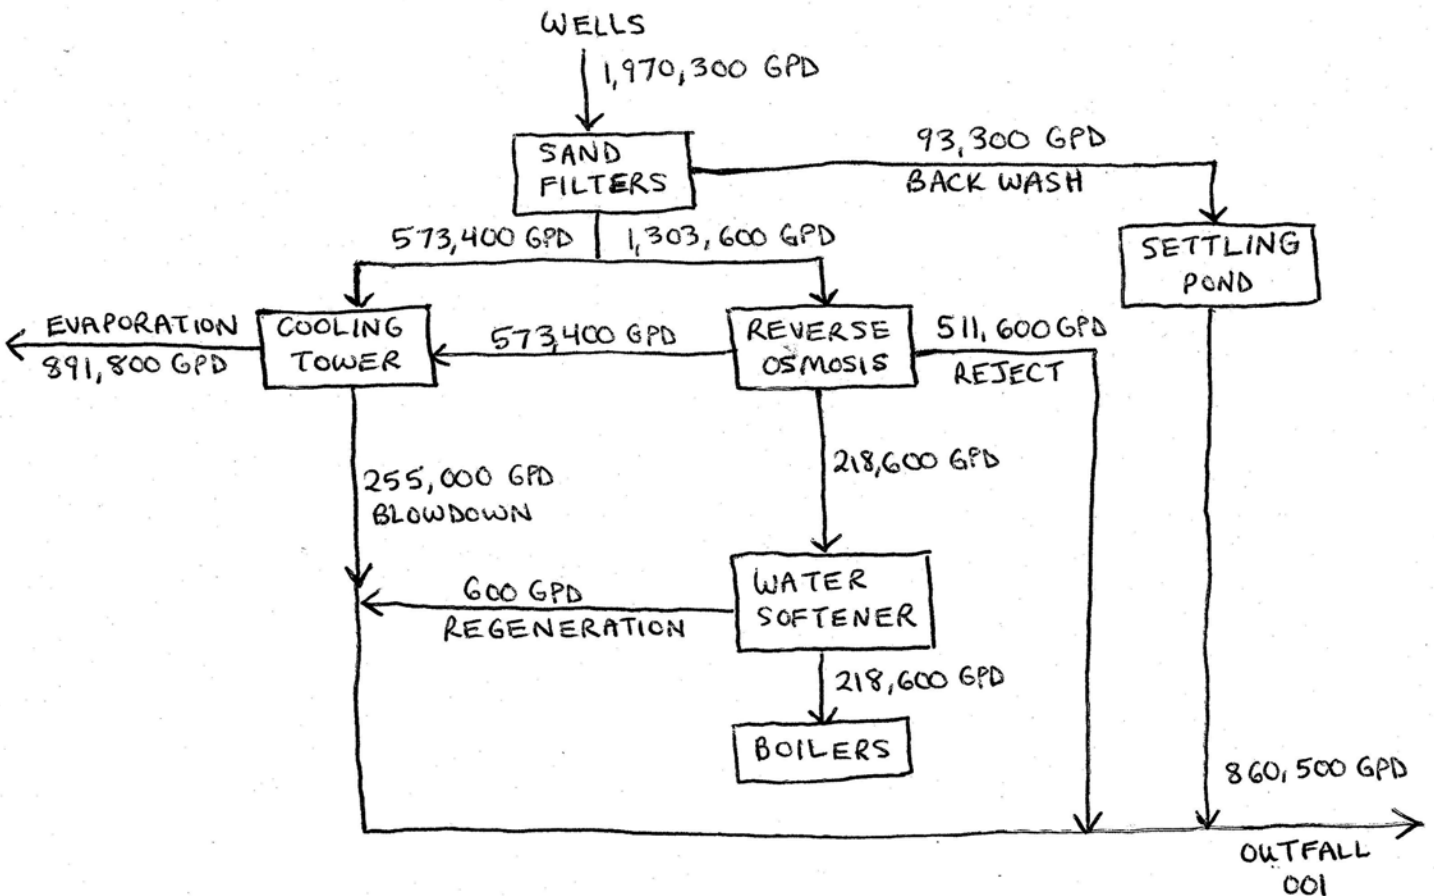 WELLS
1,970,300 GPD
SAND
FILTERS
93,300 GPD
BACK WASH
573,400 GPD
1,303,600 GPD
SETTLING
POND
EVAPORATION
891,800 GPD
COOLING
TOWER
573,400 GPD
REVERSE
OSMOSIS
511,600 GPD
REJECT
218,600 GPD
255,000 GPD
BLOWDOWN
600 GPD
REGENERATION
WATER
SOFTENER
218,600 GPD
BOILERS
860,500 GPD
OUTFALL
001